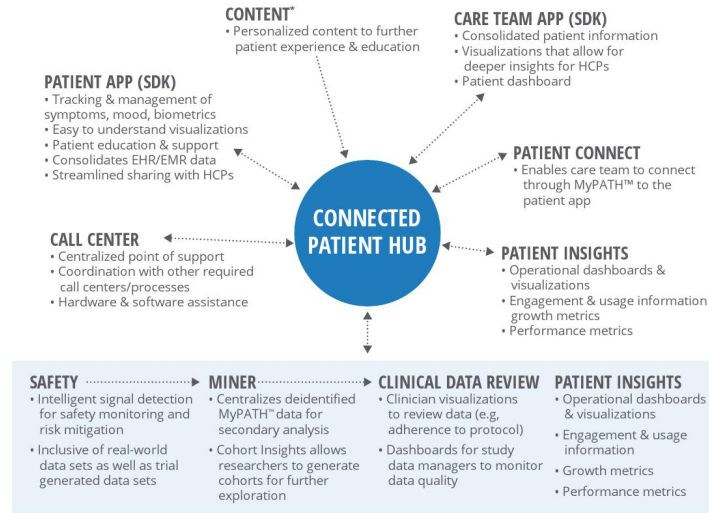 CONTENT*
• Personalized content to further
patient experience & education
CARE TEAM APP (SDK)
• Consolidated patient information
• Visualizations that allow for
deeper insights for HCPs
• Patient dashboard
PATIENT APP (SDK)
• Tracking & management of
symptoms, mood, biometrics
• Easy to understand visualizations
• Patient education & support
• Consolidates EHR/EMR data
• Streamlined sharing with HCPs
PATIENT CONNECT
• Enables care team to connect
through MyPATH™ to the
patient app
CONNECTED
PATIENT HUB
CALL CENTER
• Centralized point of support
• Coordination with other required
call centers/processes
• Hardware & software assistance
PATIENT INSIGHTS
• Operational dashboards &
visualizations
• Engagement & usage information
growth metrics
• Performance metrics
SAFETY
• Intelligent signal detection
for safety monitoring and
risk mitigation
• Inclusive of real-world
data sets as well as trial
generated data sets
MINER
• Centralizes deidentified
MyPATH™ data for
secondary analysis
• Cohort Insights allows
researchers to generate
cohorts for further
exploration
CLINICAL DATA REVIEW
• Clinician visualizations
to review data (e.g,
adherence to protocol)
• Dashboards for study
data managers to monitor
data quality
PATIENT INSIGHTS
• Operational dashboards
& visualizations
• Engagement & usage
information
• Growth metrics
• Performance metrics